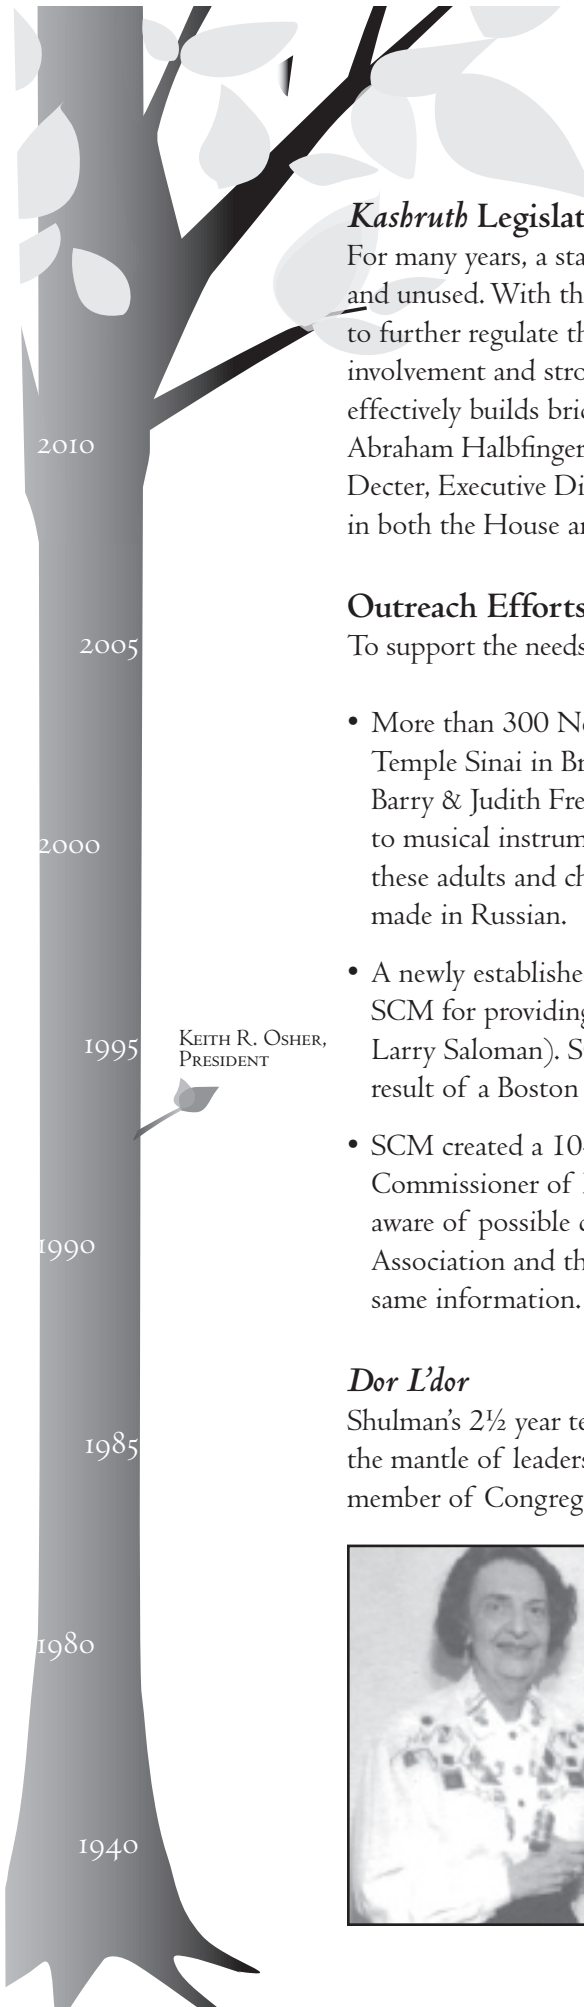 Kashruth Legislat
For many years, a sta
and unused. With th
to further regulate th
involvement and stro
effectively builds bri
Abraham Halbfinger
Decter, Executive Di
in both the House a
2010
Outreach Efforts
To support the needs
2005
• More than 300 N
Temple Sinai in Br
Barry & Judith Fre
to musical instrum
these adults and ch
made in Russian.
2000
• A newly establishe
SCM for providing
Larry Saloman). S
result of a Boston
1995
Keith R. Osher,
President
• SCM created a 10
Commissioner of
aware of possible
Association and th
same information.
1990
Dor L'dor
Shulman's 2½ year te
the mantle of leaders
member of Congreg
1985
1980
1940